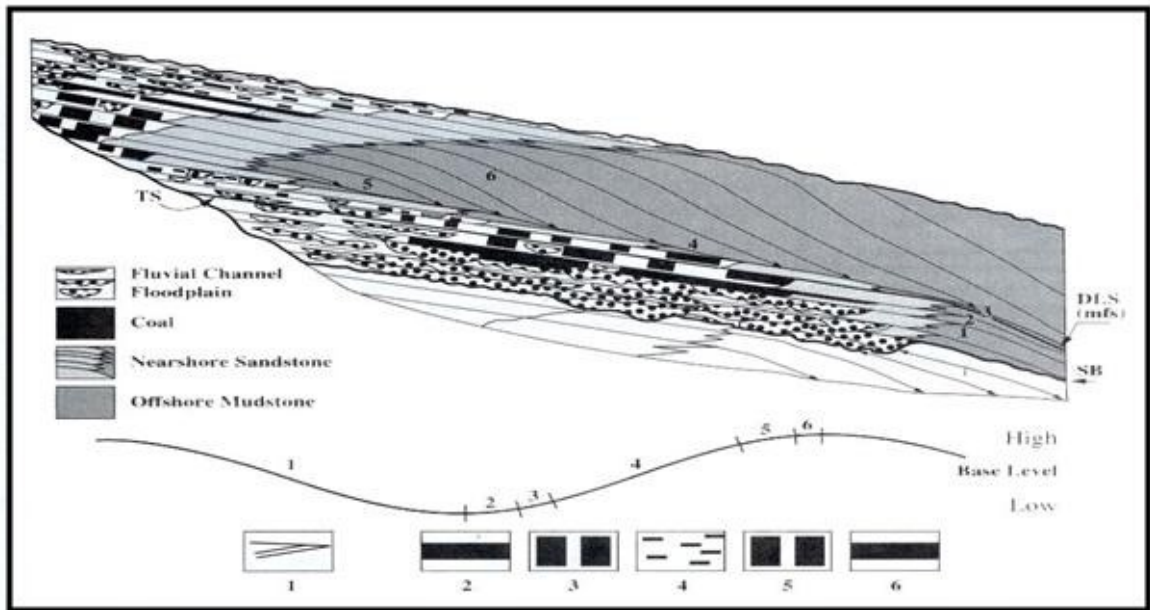 TS
5
6
4
3
2
1
DLS
(mfs)
SB
Fluvial Channel
Floodplain
Coal
Nearshore Sandstone
Offshore Mudstone
1
2
3
4
5
6
High
Base Level
Low
1
2
3
4
5
6